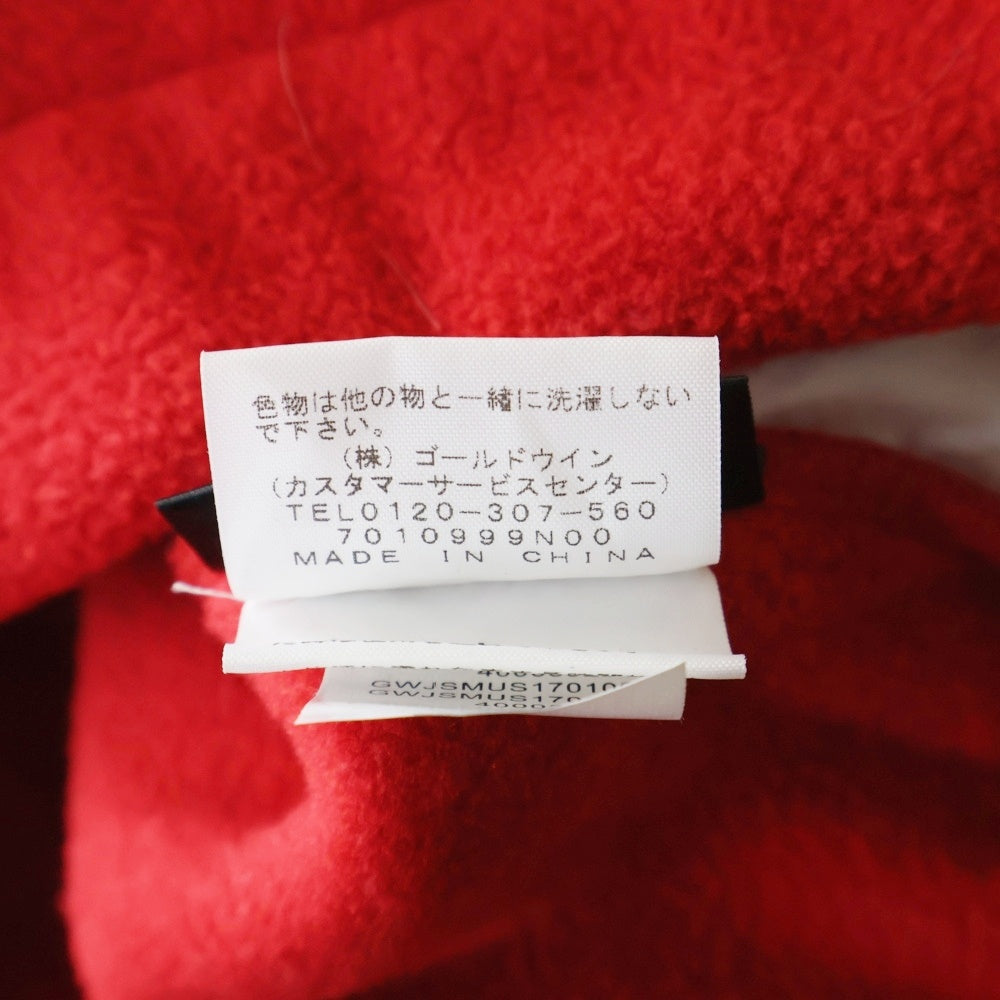 色物は他の物と一緒に洗濯しない
で下さい。
（株）ゴールドウイン
（カスタマーサービスセンター）
TEL0120-307-560
7010999N00
MADE IN CHINA
GWJSMUS17010
GWJSMUS170
4000